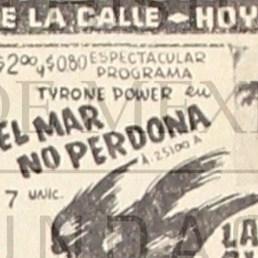 E LA CALLE - HOY
$2.00 y $0.80 ESPECTACULAR
PROGRAMA
TYRONE POWER en
EL MAR
NO PERDONA
A. 25100 A
7 UNIC.
LA